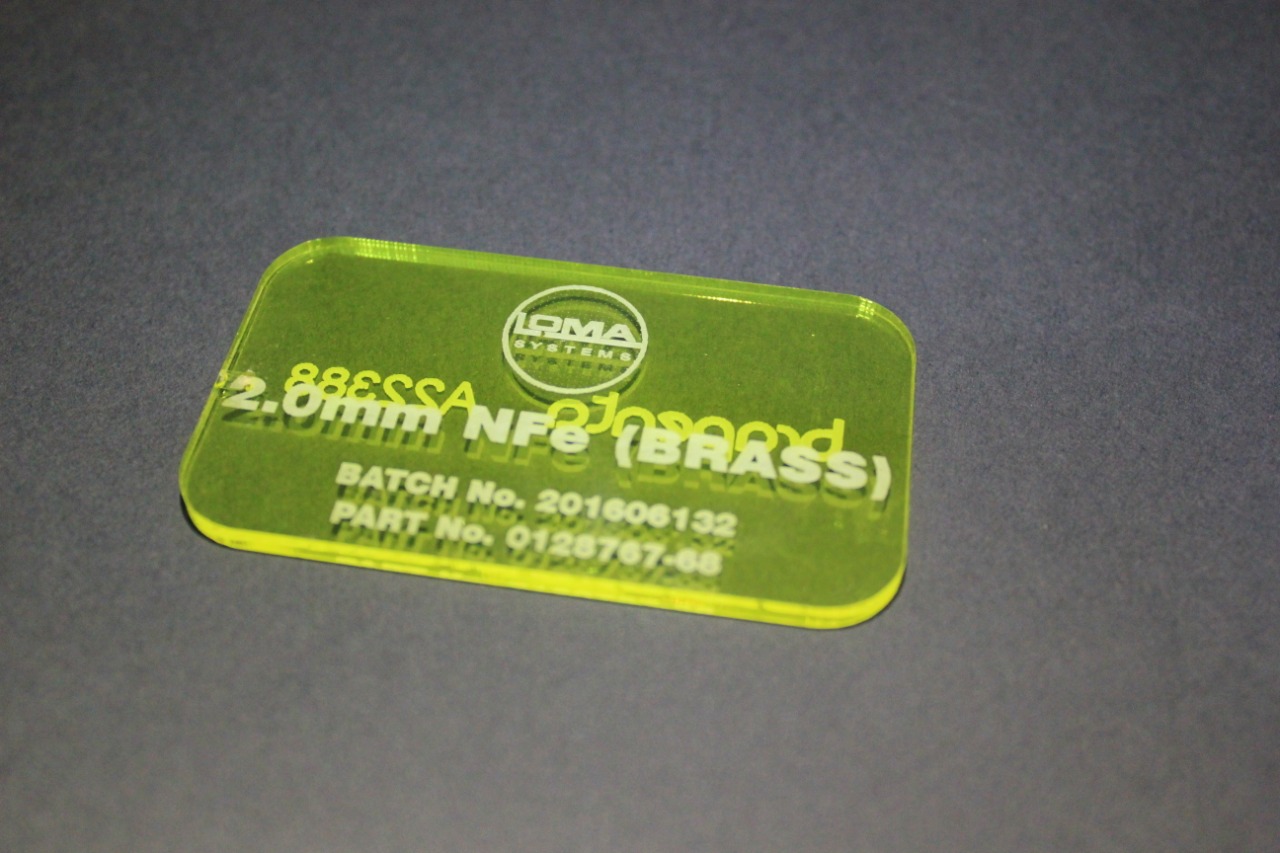 LOMA
SYSTEMS
2.0mm NFe (BRASS)
BATCH No. 201606132
PART No. 0128767-68
A22388